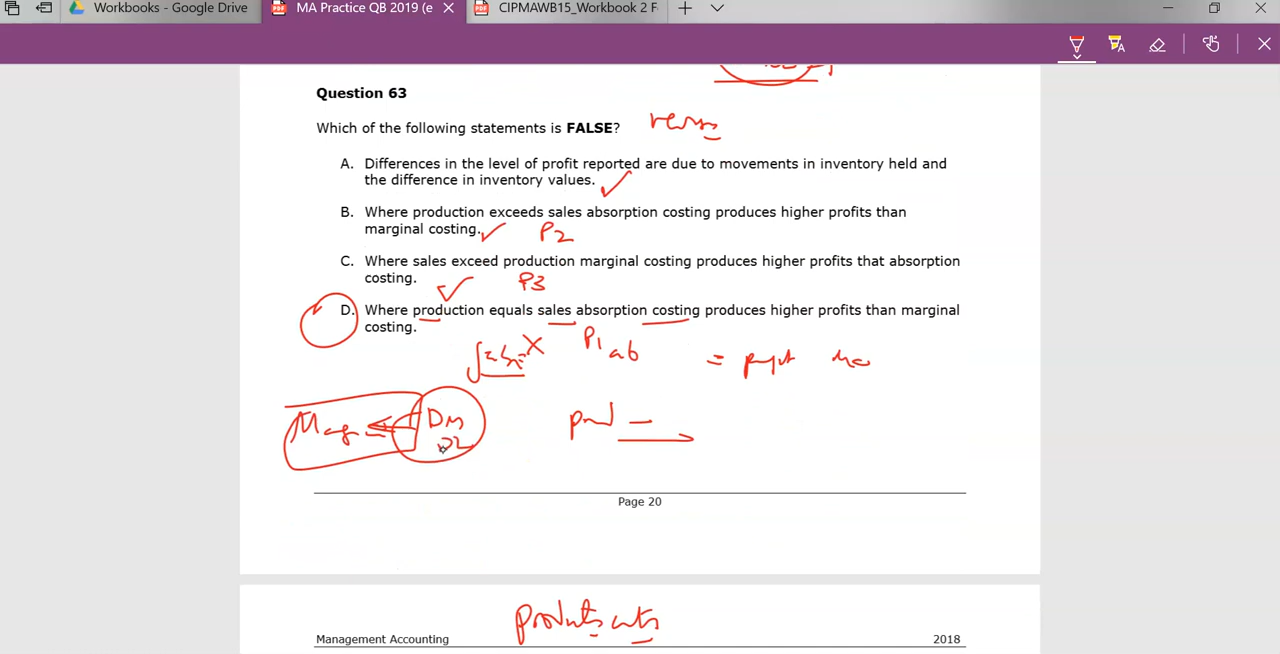 Workbooks - Google Drive
MA Practice QB 2019 (e
CIPMAWB15_Workbook 2 F
Question 63
Which of the following statements is FALSE?
A. Differences in the level of profit reported are due to movements in inventory held and
the difference in inventory values.
B. Where production exceeds sales absorption costing produces higher profits than
marginal costing.
P2
C. Where sales exceed production marginal costing produces higher profits that absorption
costing.
P3
D. Where production equals sales absorption costing produces higher profits than marginal
costing.
P1
ab
=
DM
DL
Page 20
Management Accounting
2018